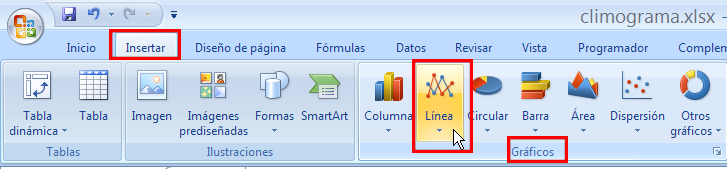 climograma.xlsx -
Inicio Insertar Diseño de página Fórmulas Datos Revisar Vista Programador Complem
Tabla dinámica Tabla Imagen Imágenes prediseñadas Formas SmartArt Columna Línea Circular Barra Área Dispersión Otros gráficos
Tablas Ilustraciones Gráficos